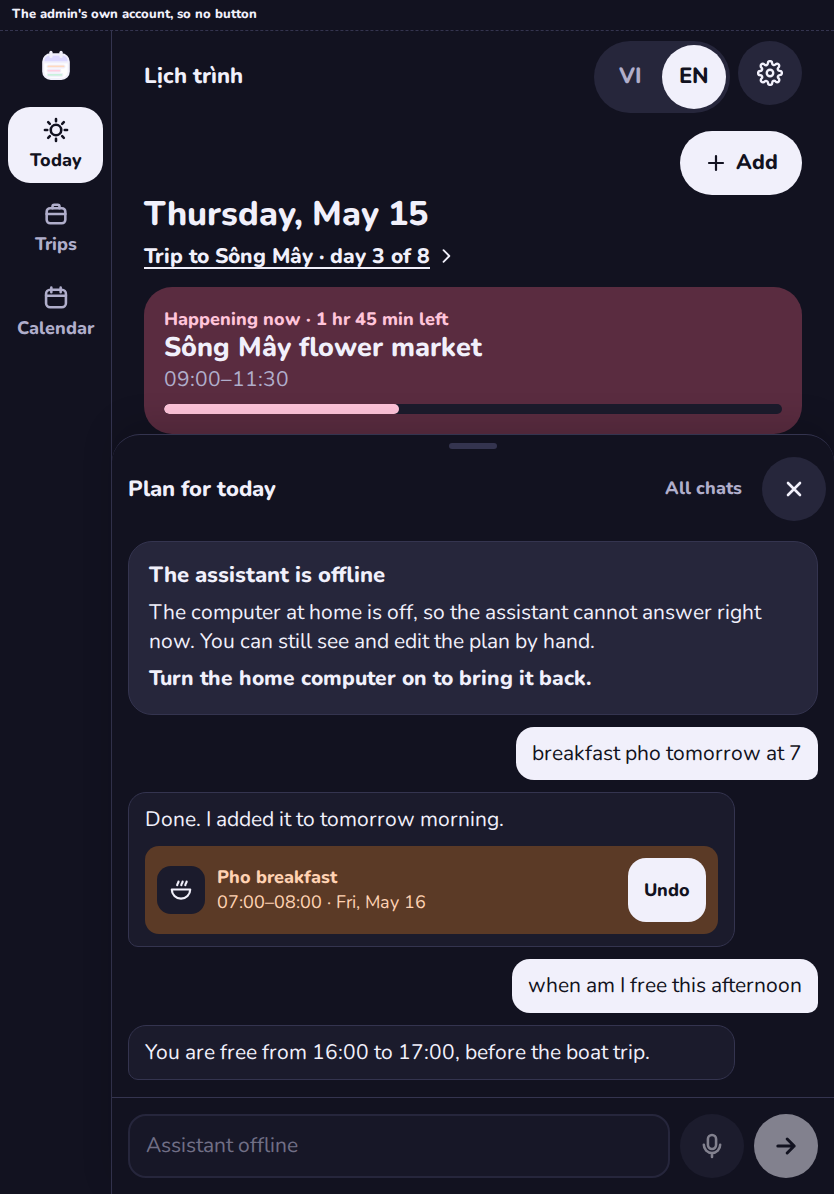 The admin's own account, so no button
Lịch trình
VI
EN
Today
Add
Trips
Thursday, May 15
Trip to Sông Mây · day 3 of 8
Calendar
Happening now · 1 hr 45 min left
Sông Mây flower market
09:00–11:30
Plan for today
All chats
The assistant is offline
The computer at home is off, so the assistant cannot answer right
now. You can still see and edit the plan by hand.
Turn the home computer on to bring it back.
breakfast pho tomorrow at 7
Done. I added it to tomorrow morning.
Pho breakfast
07:00–08:00 · Fri, May 16
Undo
when am I free this afternoon
You are free from 16:00 to 17:00, before the boat trip.
Assistant offline